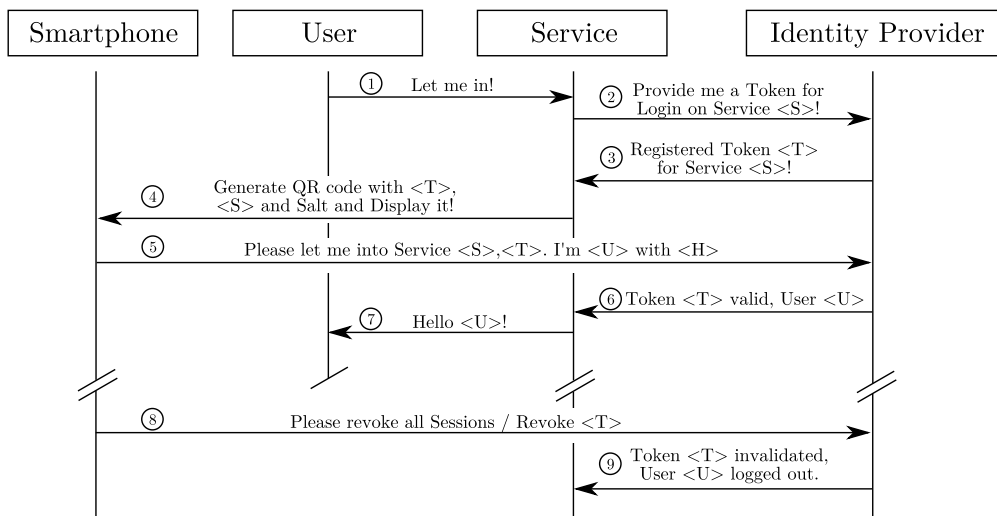 Smartphone
User
Service
Identity Provider
1
Let me in!
2
Provide me a Token for
Login on Service <S>!
3
Registered Token <T>
for Service <S>!
4
Generate QR code with <T>,
<S> and Salt and Display it!
5
Please let me into Service <S>,<T>. I'm <U> with <H>
6
Token <T> valid, User <U>
7
Hello <U>!
8
Please revoke all Sessions / Revoke <T>
9
Token <T> invalidated,
User <U> logged out.